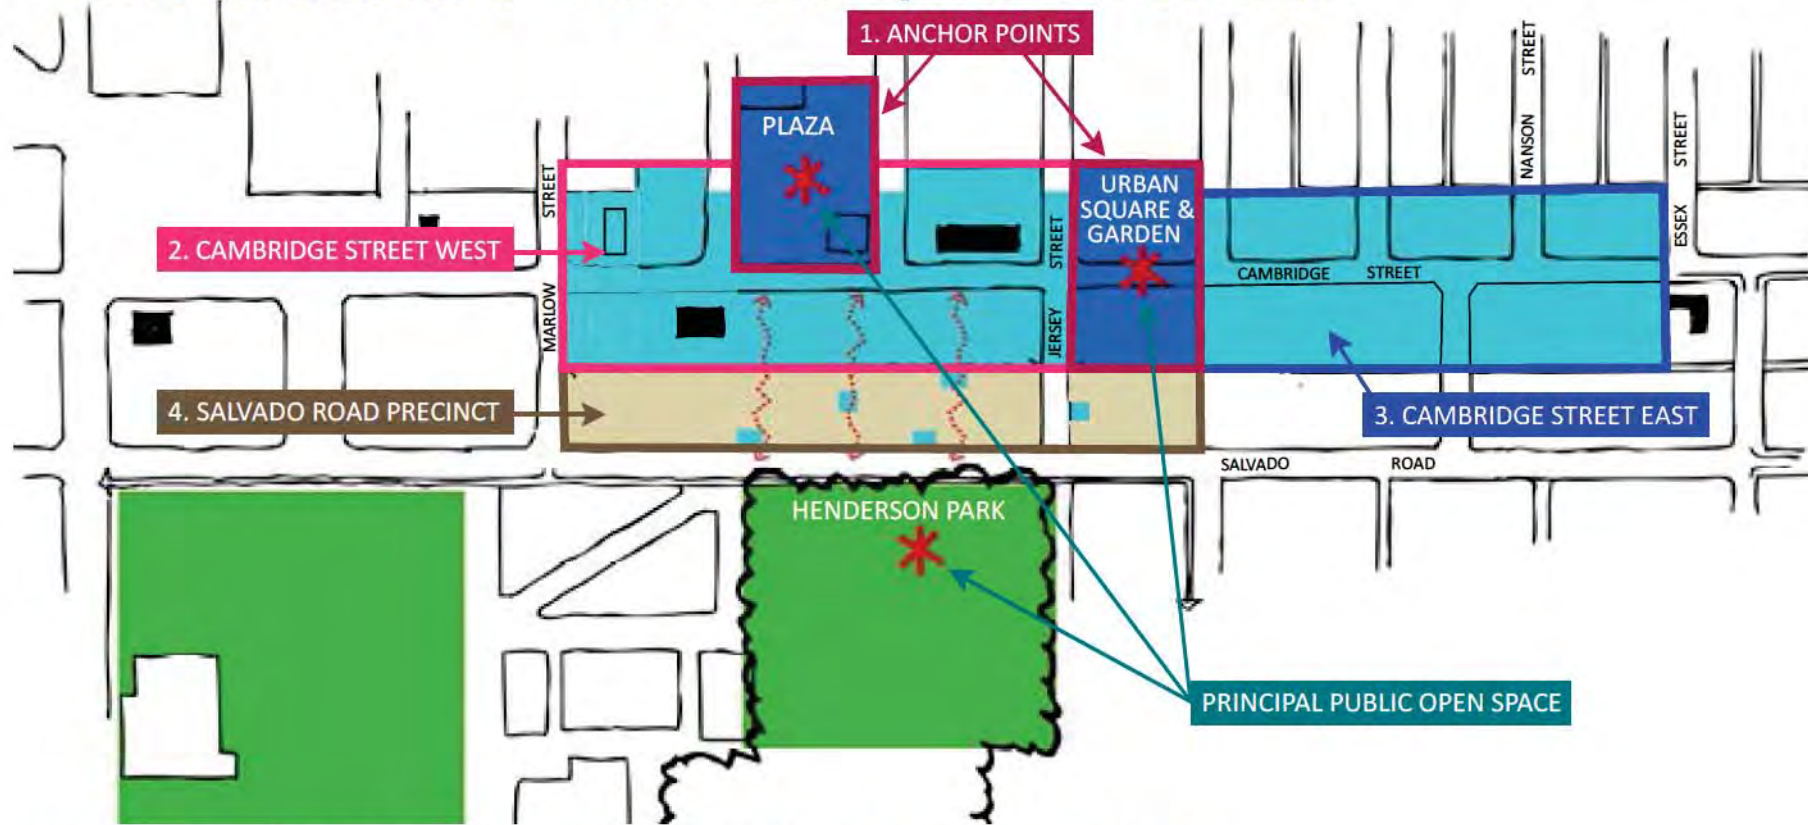 1. ANCHOR POINTS
PLAZA
URBAN
SQUARE &
GARDEN
NANSON STREET
ESSEX STREET
MARLOW STREET
JERSEY STREET
2. CAMBRIDGE STREET WEST
CAMBRIDGE STREET
4. SALVADO ROAD PRECINCT
3. CAMBRIDGE STREET EAST
SALVADO ROAD
HENDERSON PARK
PRINCIPAL PUBLIC OPEN SPACE